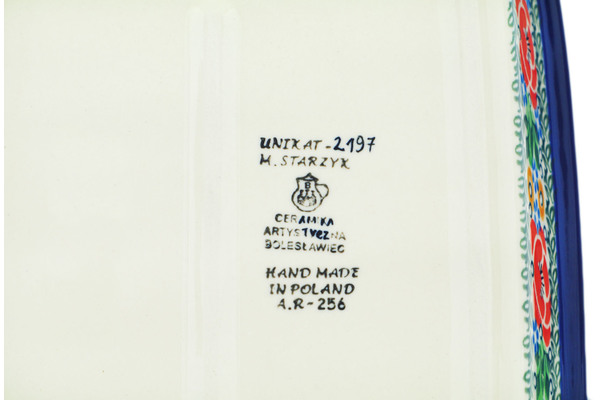 UNIKAT-2197
M. STARZYK
CERAMIKA
ARTYSTYCZNA
BOLESŁAWIEC
HAND MADE
IN POLAND
A.R-256